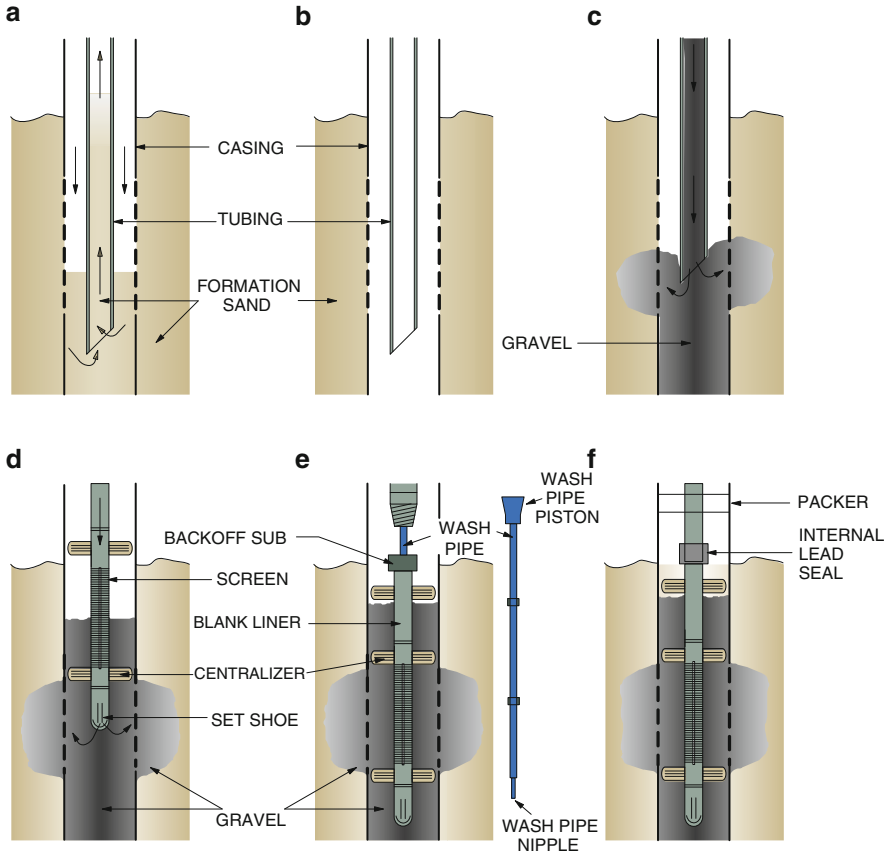 a
b
c
CASING
TUBING
FORMATION
SAND
GRAVEL
d
e
f
BACKOFF SUB
SCREEN
BLANK LINER
CENTRALIZER
SET SHOE
GRAVEL
WASH
PIPE
WASH
PIPE
PISTON
WASH PIPE
NIPPLE
PACKER
INTERNAL
LEAD
SEAL